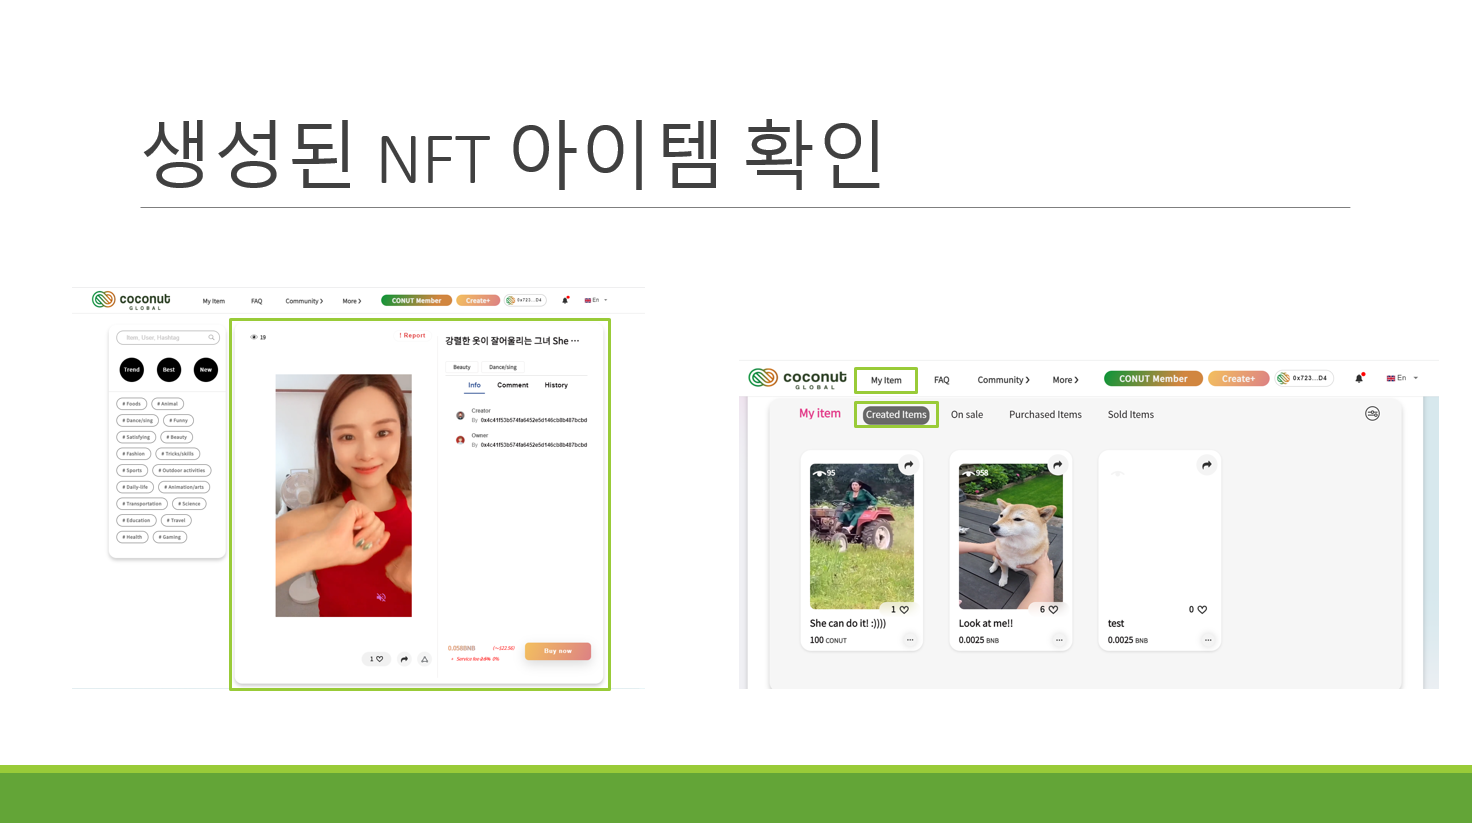 생성된 NFT 아이템 확인
coconut
GLOBAL
My Item
FAQ
Community
More
CONUT Member
Create+
0x723...D4
En
Item, User, Hashtag
Trend
Best
New
# Foods
# Animal
# Dance/sing
# Funny
# Satisfying
# Beauty
# Fashion
# Tricks/skills
# Sports
# Outdoor activities
# Daily-life
# Animation/arts
# Transportation
# Science
# Education
# Travel
# Health
# Gaming
19
! Report
강렬한 옷이 잘어울리는 그녀 She ···
Beauty
Dance/sing
Info
Comment
History
Creator
By 0x4c41f53b574fa6452e5d146cb8b487bcbd
Owner
By 0x4c41f53b574fa6452e5d146cb8b487bcbd
1
0.058BNB
Buy now
coconut
GLOBAL
My Item
FAQ
Community
More
CONUT Member
Create+
0x723...D4
En
My item
Created Items
On sale
Purchased Items
Sold Items
95
1
She can do it! :))))
100 CONUT
958
6
Look at me!!
0.0025 BNB
0
test
0.0025 BNB